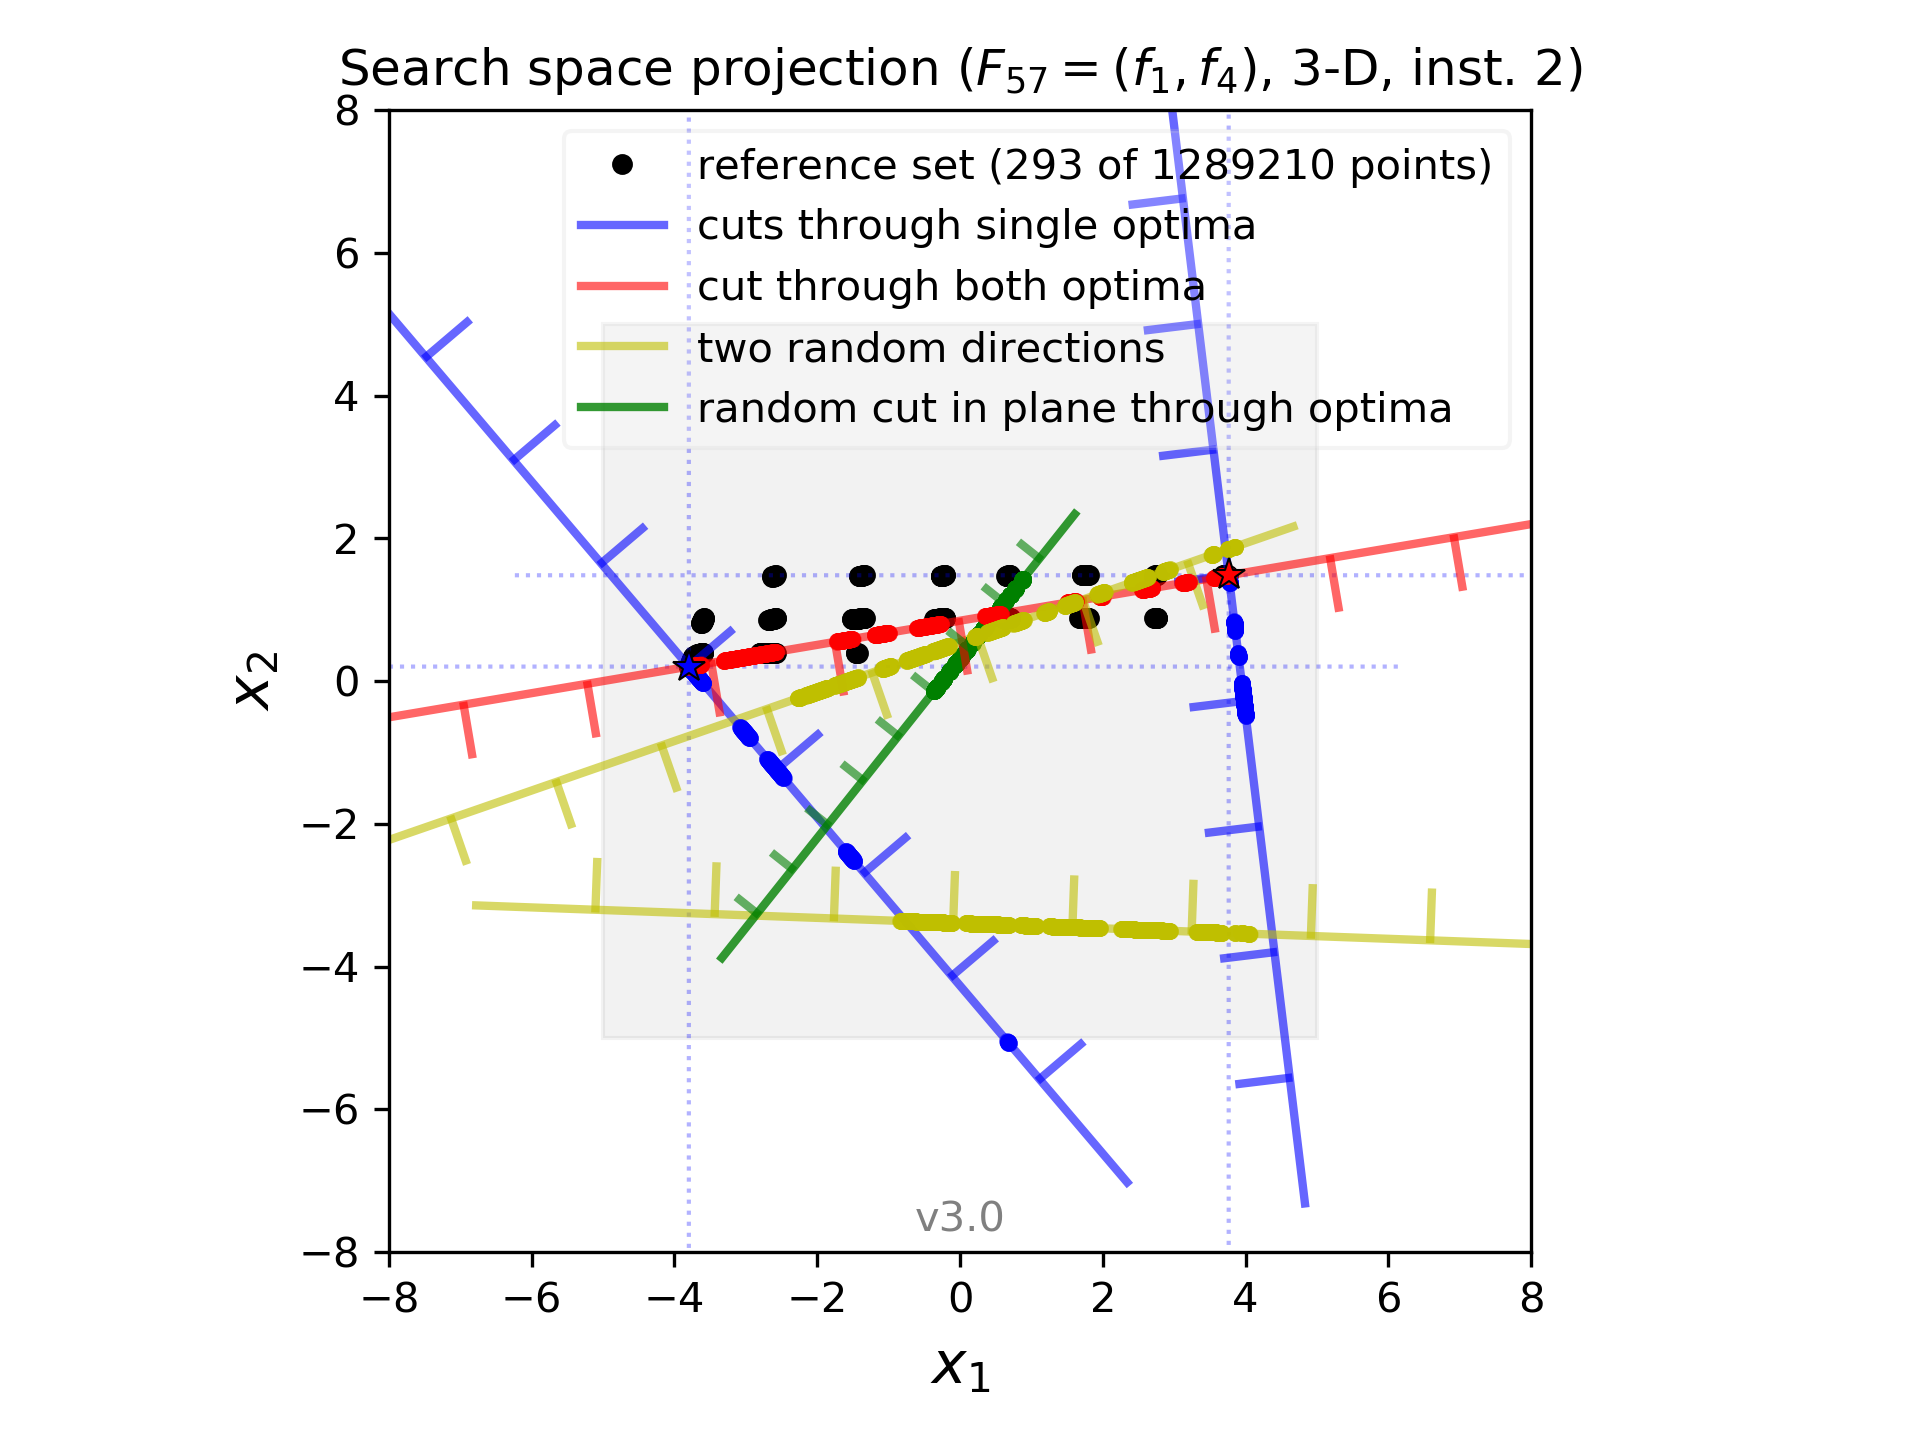 Search space projection (F57 = (f1, f4), 3-D, inst. 2)
8
6
4
2
0
−2
−4
−6
−8
x2
reference set (293 of 1289210 points)
cuts through single optima
cut through both optima
two random directions
random cut in plane through optima
v3.0
−8 −6 −4 −2 0 2 4 6 8
x1